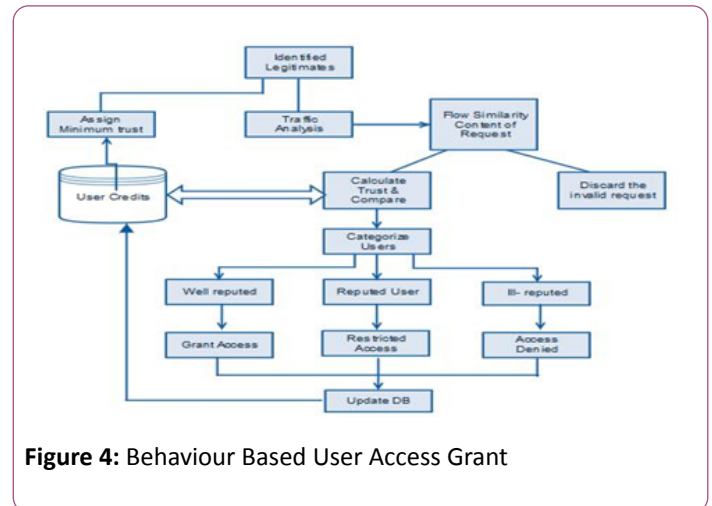 Identified
Legitimates
Assign
Minimum trust
Traffic
Analysis
Flow Similarity
Content of
Request
User Credits
Calculate
Trust &
Compare
Discard the
invalid request
Categorize
Users
Well reputed
Reputed User
Ill- reputed
Grant Access
Restricted
Access
Access
Denied
Update DB
Figure 4: Behaviour Based User Access Grant